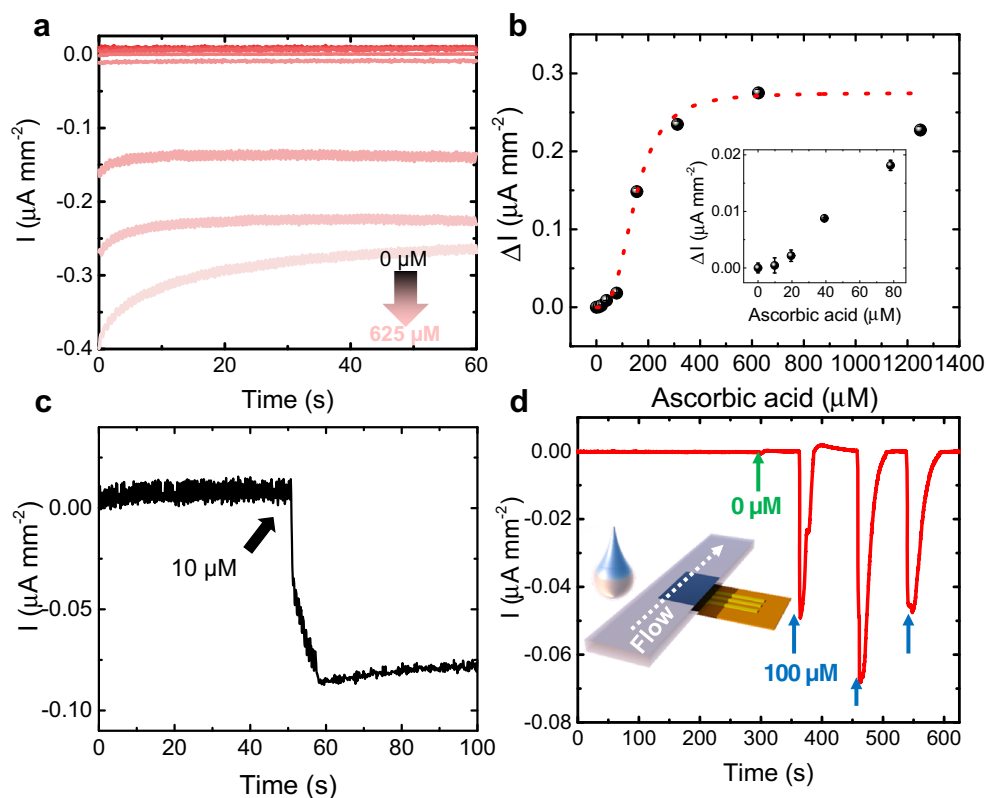 a
0.0
-0.1
-0.2
-0.3
-0.4
I (µA mm⁻²)
0 µM
625 µM
0 20 40 60
Time (s)
b
0.3
0.2
0.1
0.0
ΔI (µA mm⁻²)
0 200 400 600 800 1000 1200 1400
Ascorbic acid (µM)
0.02
0.01
0.00
ΔI (µA mm⁻²)
0 20 40 60 80
Ascorbic acid (µM)
c
0.00
-0.05
-0.10
I (µA mm⁻²)
10 µM
0 20 40 60 80 100
Time (s)
d
0.00
-0.02
-0.04
-0.06
-0.08
I (µA mm⁻²)
0 µM
Flow
100 µM
0 100 200 300 400 500 600
Time (s)